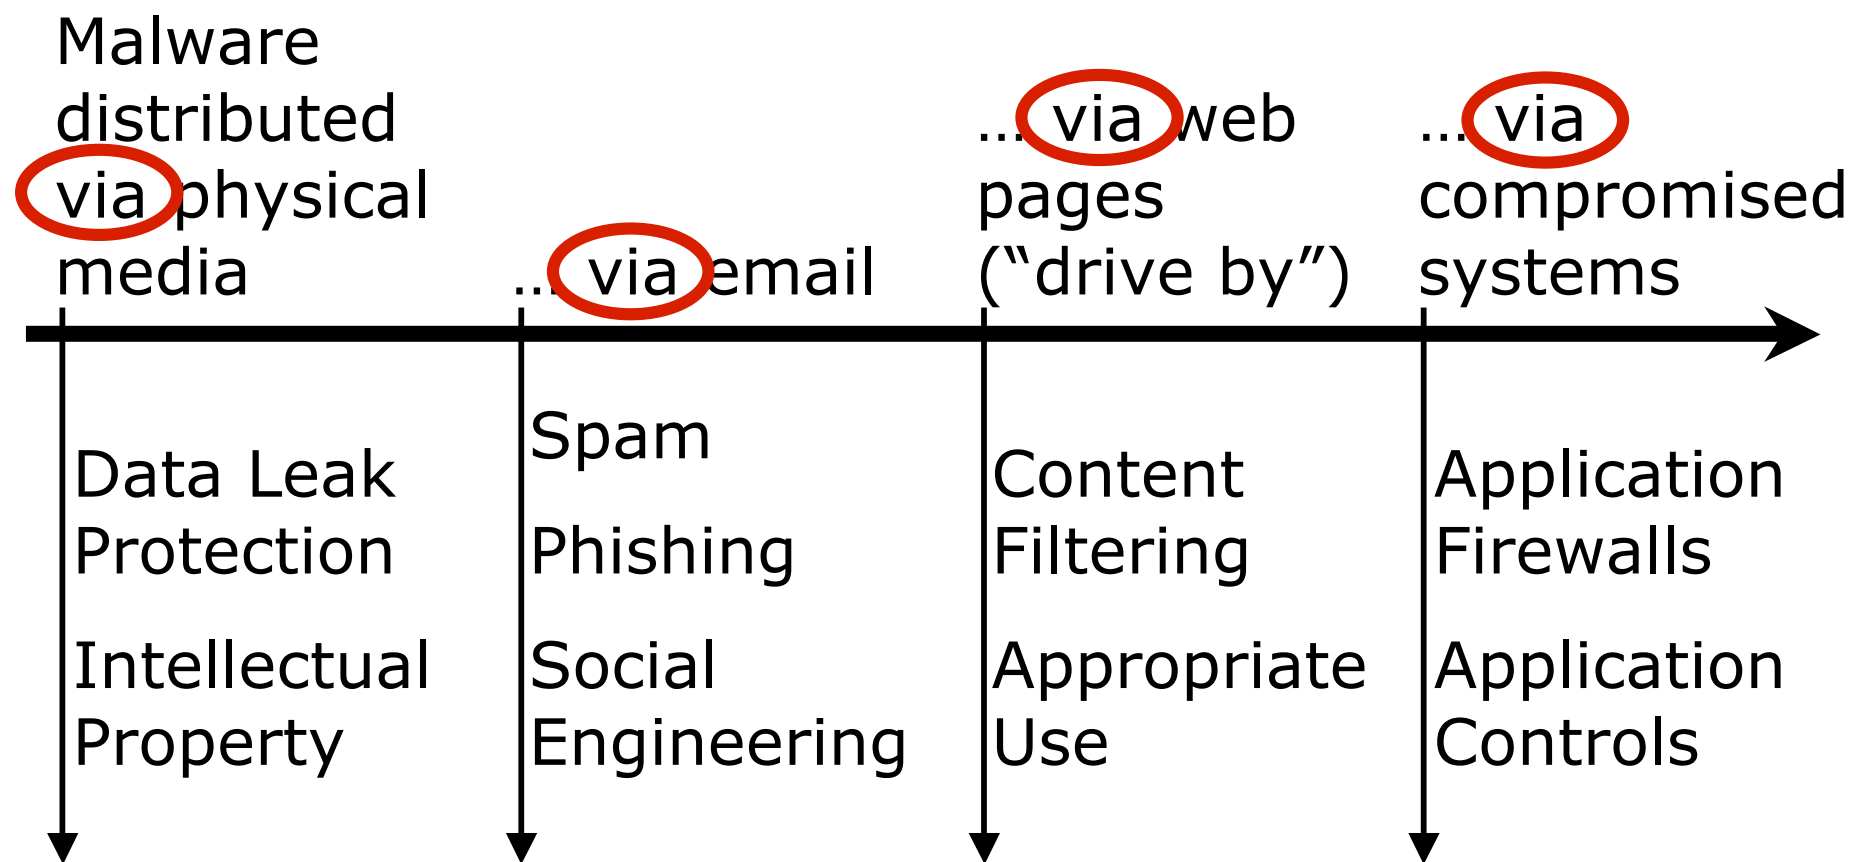 Malware
distributed
via physical
media
… via email
… via web
pages
(“drive by”)
… via
compromised
systems
Data Leak
Protection
Intellectual
Property
Spam
Phishing
Social
Engineering
Content
Filtering
Appropriate
Use
Application
Firewalls
Application
Controls